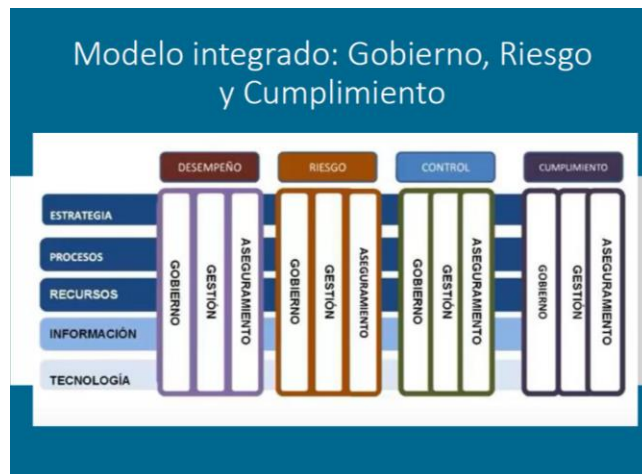 Modelo integrado: Gobierno, Riesgo
y Cumplimiento
DESEMPEÑO
RIESGO
CONTROL
CUMPLIMIENTO
ESTRATEGIA
PROCESOS
RECURSOS
INFORMACIÓN
TECNOLOGÍA
GOBIERNO
GESTIÓN
ASEGURAMIENTO
GOBIERNO
GESTIÓN
ASEGURAMIENTO
GOBIERNO
GESTIÓN
ASEGURAMIENTO
GOBIERNO
GESTIÓN
ASEGURAMIENTO